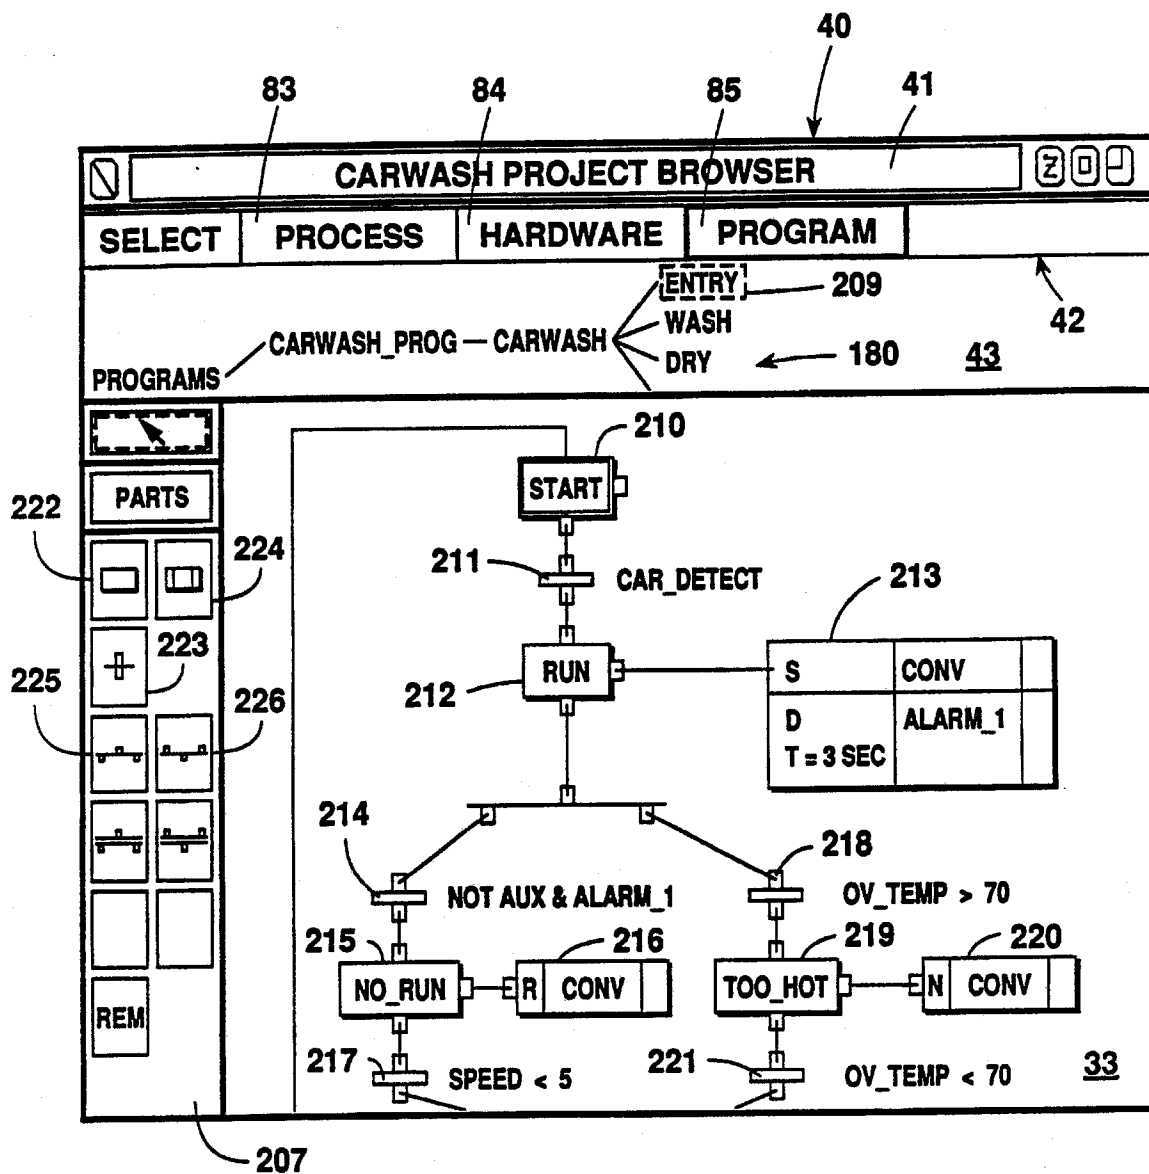 40
83
84
85
41
CARWASH PROJECT BROWSER
Z
SELECT
PROCESS
HARDWARE
PROGRAM
ENTRY
209
42
WASH
CARWASH_PROG
CARWASH
DRY
180
43
PROGRAMS
210
START
PARTS
222
224
211
CAR_DETECT
213
223
RUN
S
CONV
225
226
212
D
ALARM_1
T = 3 SEC
214
218
NOT AUX & ALARM_1
OV_TEMP > 70
215
216
219
220
NO_RUN
R
CONV
TOO_HOT
N
CONV
REM
217
SPEED < 5
221
OV_TEMP < 70
33
207